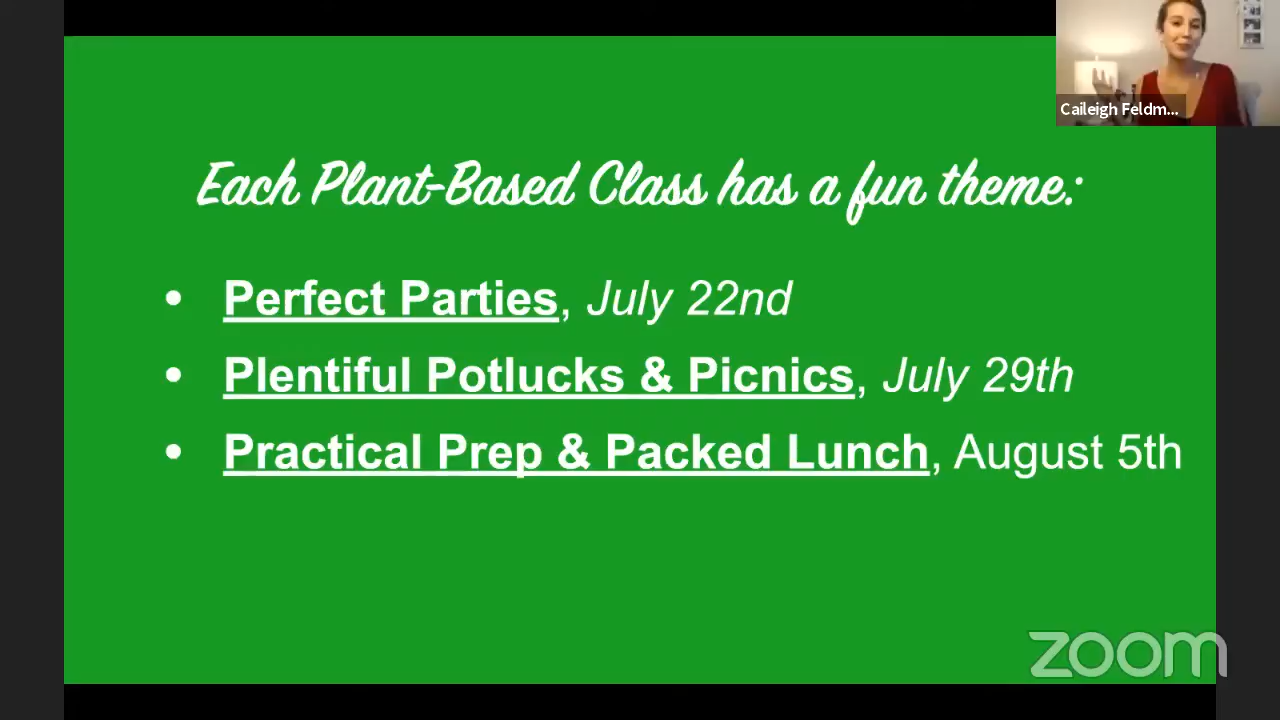 Caileigh Feldm...
Each Plant-Based Class has a fun theme:
• Perfect Parties, July 22nd
• Plentiful Potlucks & Picnics, July 29th
• Practical Prep & Packed Lunch, August 5th
zoom